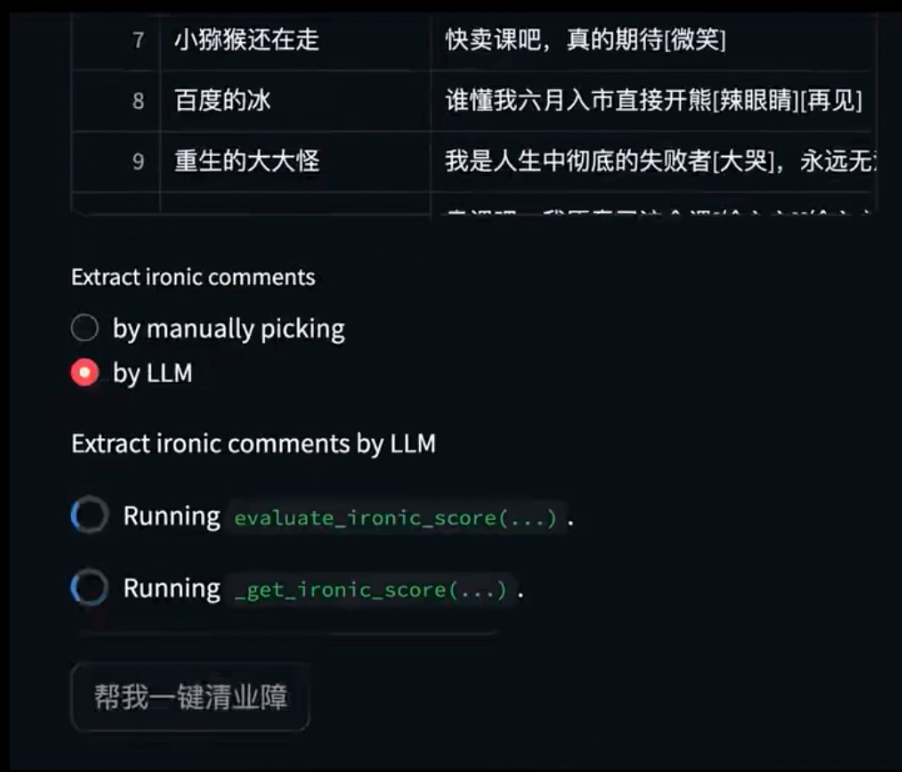 7 小猕猴还在走 快卖课吧，真的期待[微笑]
8 百度的冰 谁懂我六月入市直接开熊[辣眼睛][再见]
9 重生的大大怪 我是人生中彻底的失败者[大哭]，永远无
Extract ironic comments
by manually picking
by LLM
Extract ironic comments by LLM
Running evaluate_ironic_score(...) .
Running _get_ironic_score(...) .
帮我一键清业障